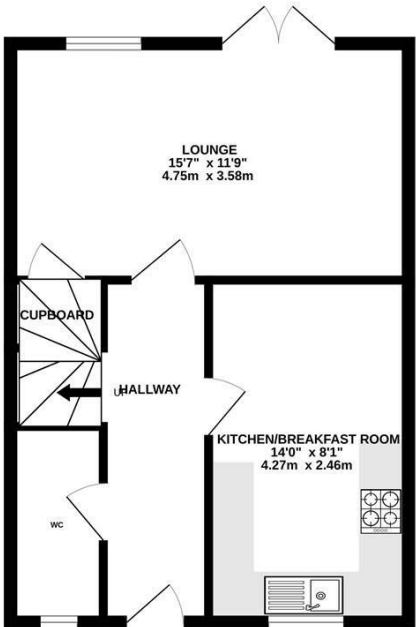 LOUNGE
15'7" x 11'9"
4.75m x 3.58m
CUPBOARD
UP
HALLWAY
KITCHEN/BREAKFAST ROOM
14'0" x 8'1"
4.27m x 2.46m
WC